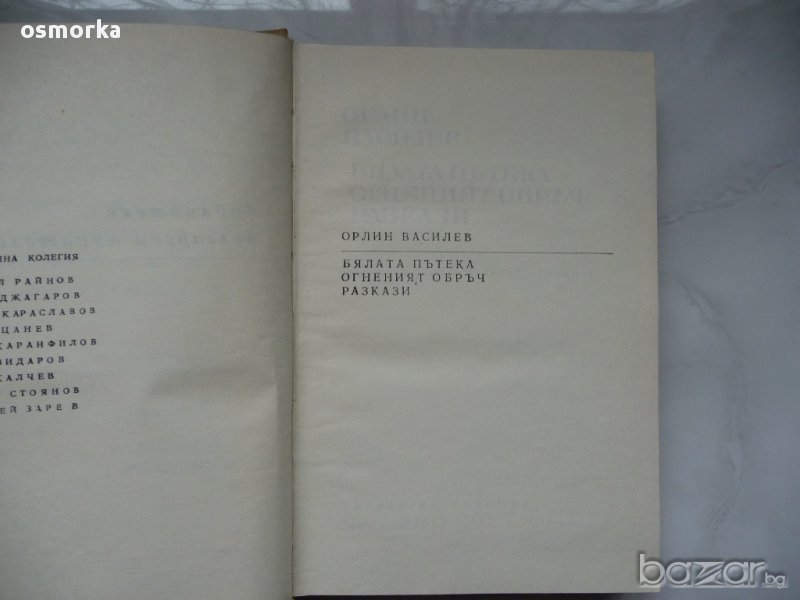 osmorka
ОРЛИН ВАСИЛЕВ
БЯЛАТА ПЪТЕКА
ОГНЕНИЯТ ОБРЪЧ
РАЗКАЗИ
НА КОЛЕГИЯ
РАЙНОВ
ДЖАГАРОВ
КАРАСЛАВОВ
ЦАНЕВ
КАРАНФИЛОВ
ВИДАРОВ
КАЛЧЕВ
СТОЯНОВ
ЕЙ ЗАРЕВ
bazar.bg